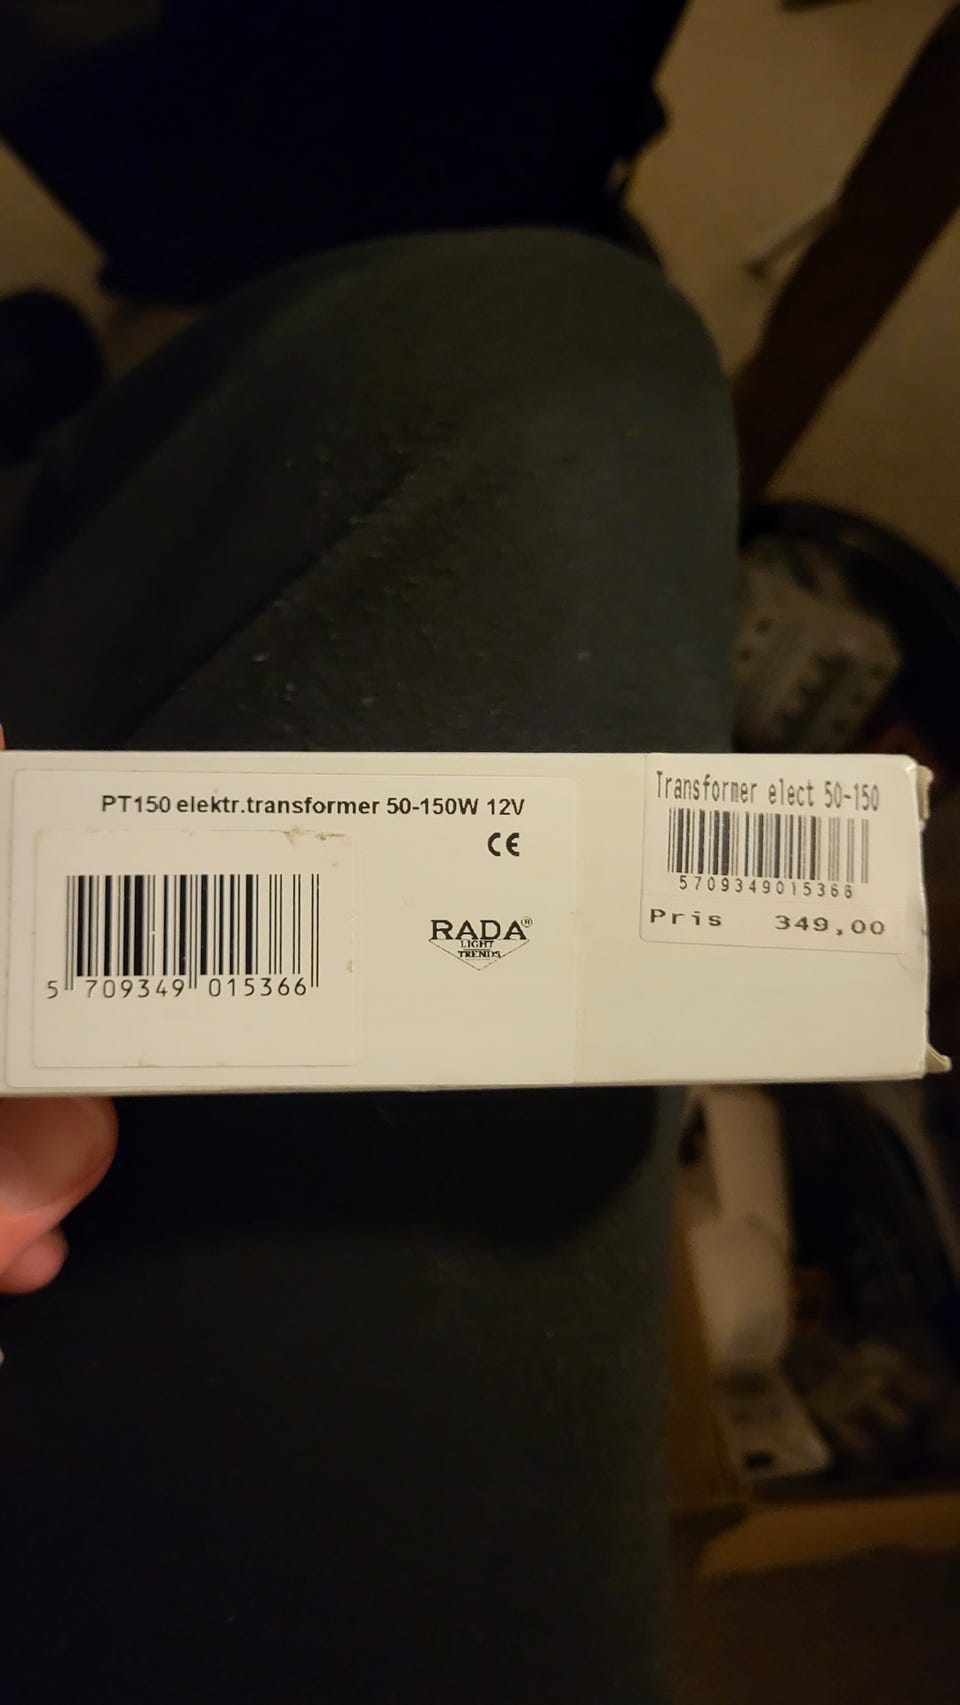 PT150 elektr.transformer 50-150W 12V
CE
5 709349 015366
RADA®
LIGHT
TRENDS
Transformer elect 50-150
5709349015366
Pris 349,00